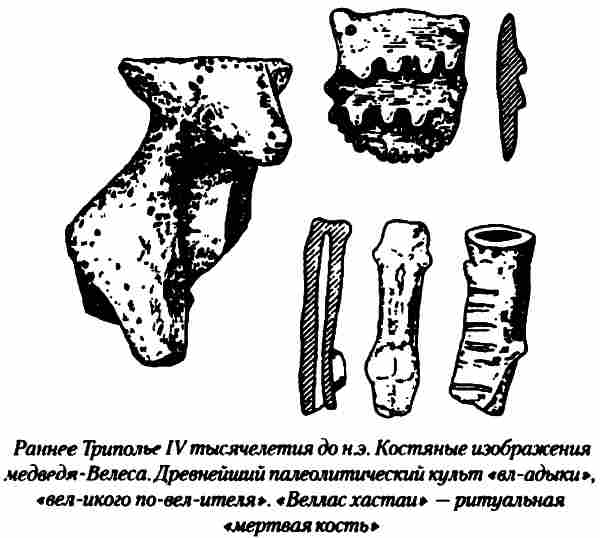 Раннее Триполье IV тысячелетия до н.э. Костяные изображения
медведя-Велеса. Древнейший палеолитический культ «вл-адыки»,
«вел-икого по-вел-ителя». «Веллас хастаи» — ритуальная
«мертвая кость»